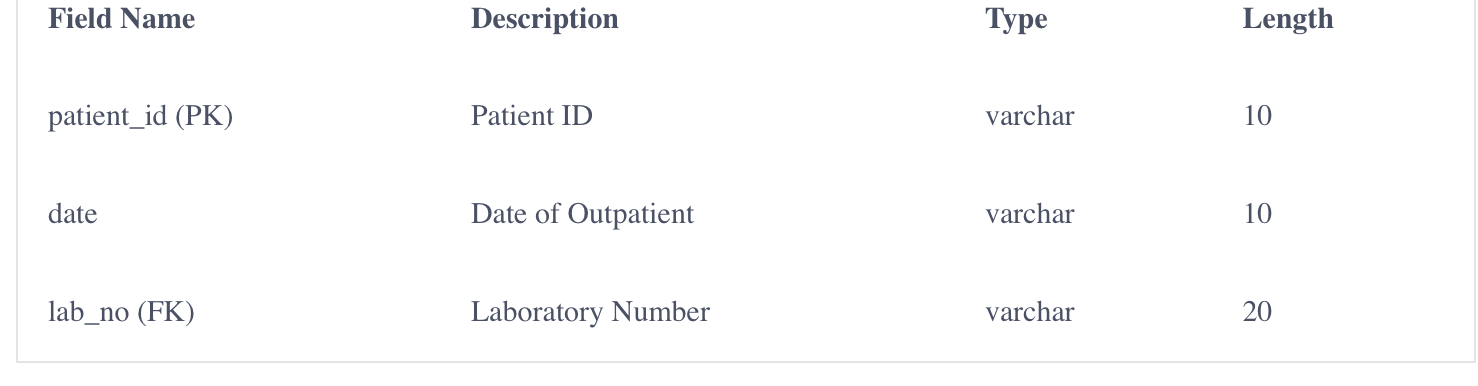 Field Name Description Type Length
patient_id (PK) Patient ID varchar 10
date Date of Outpatient varchar 10
lab_no (FK) Laboratory Number varchar 20